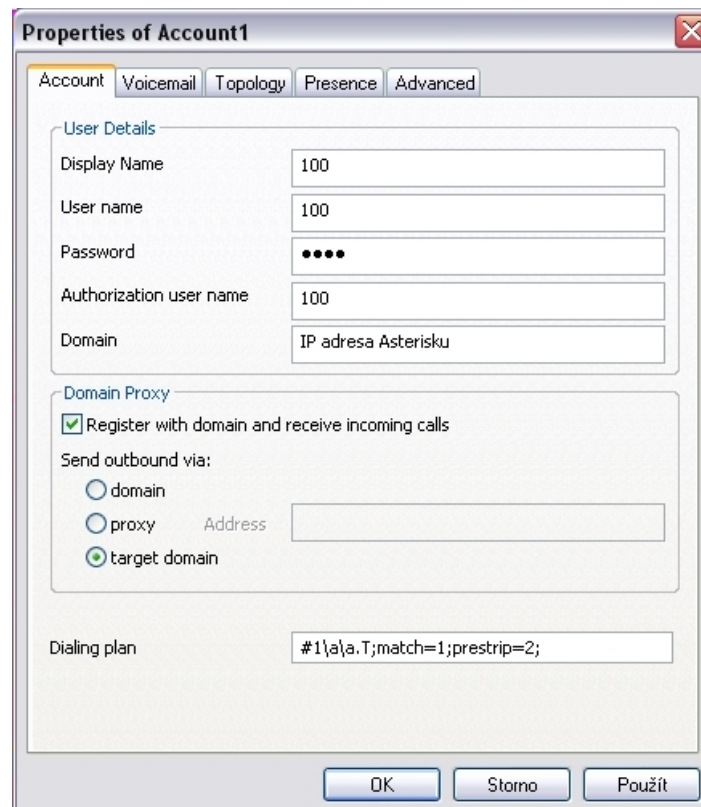 Properties of Account1
Account Voicemail Topology Presence Advanced
User Details
Display Name 100
User name 100
Password ●●●●
Authorization user name 100
Domain IP adresa Asterisku
Domain Proxy
Register with domain and receive incoming calls
Send outbound via:
domain
proxy Address
target domain
Dialing plan #1\a\a.T;match=1;prestrip=2;
OK Storno Použít